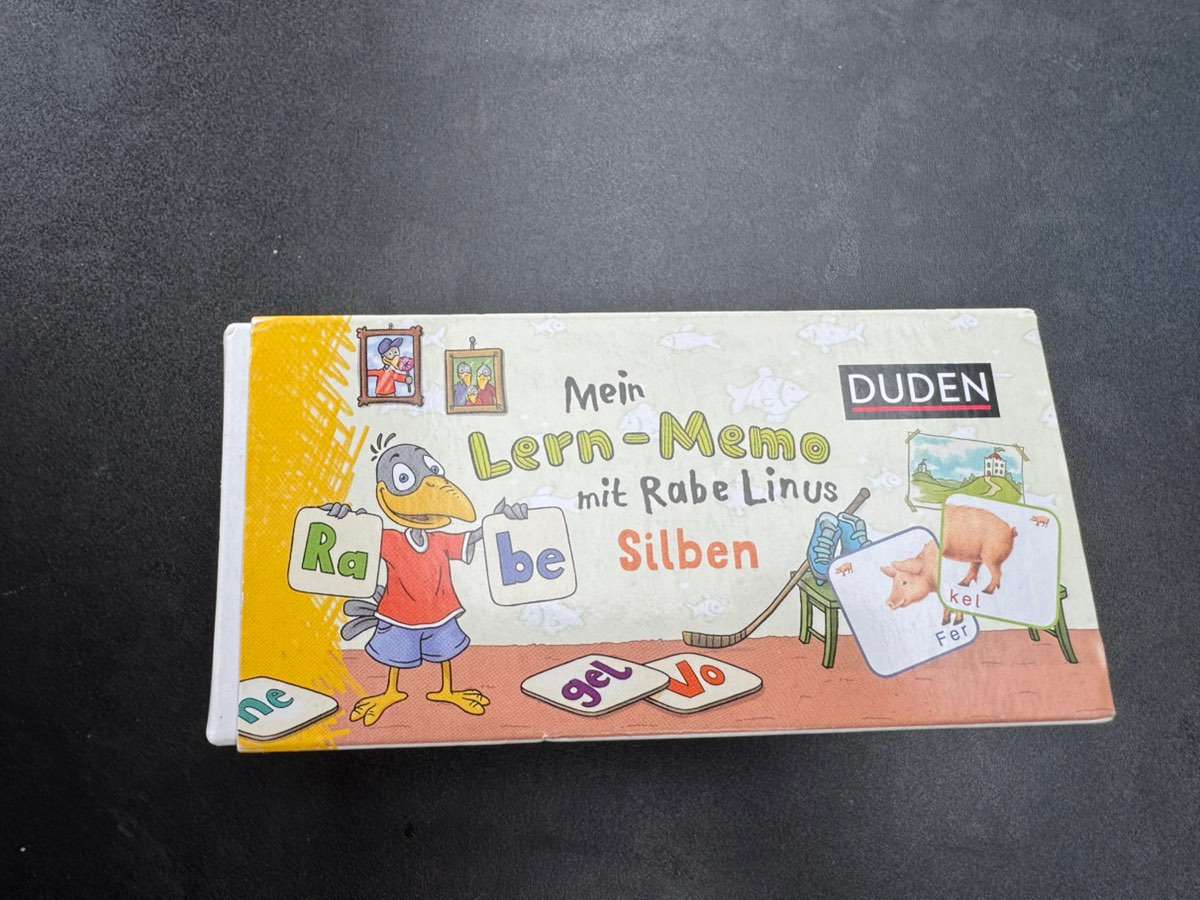 Mein
Lern-Memo
mit Rabe Linus
Silben
DUDEN
Ra
be
kel
Fer
gel
Vo
ne